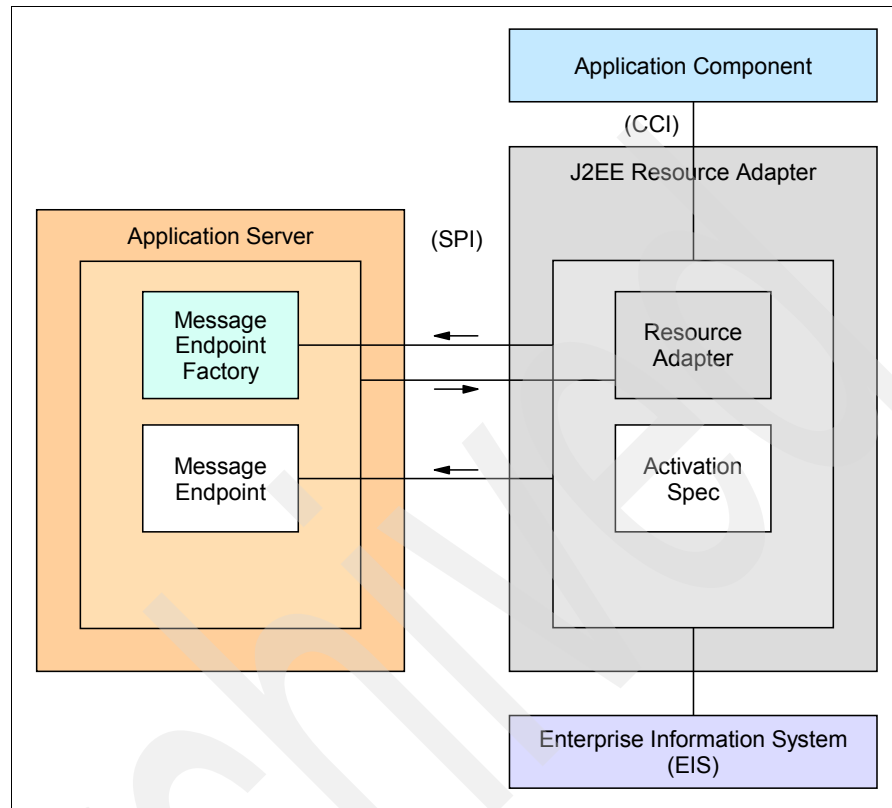 Application Component
(CCI)
J2EE Resource Adapter
Application Server
(SPI)
Message
Endpoint
Factory
Resource
Adapter
Message
Endpoint
Activation
Spec
Enterprise Information System
(EIS)